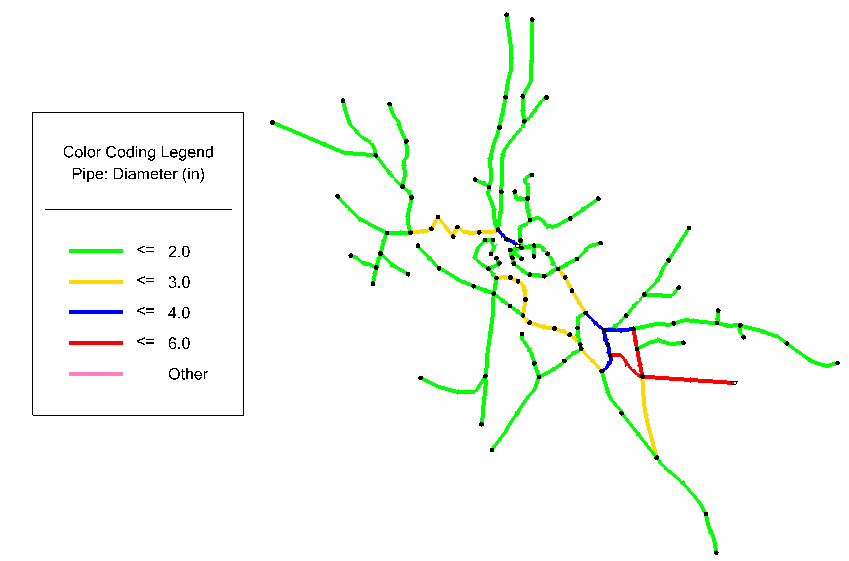 Color Coding Legend
Pipe: Diameter (in)
<= 2.0
<= 3.0
<= 4.0
<= 6.0
Other